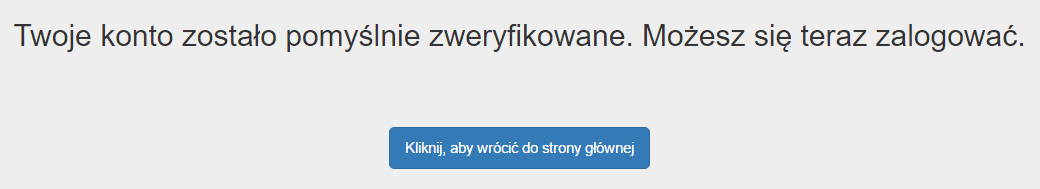 Twoje konto zostało pomyślnie zweryfikowane. Możesz się teraz zalogować.
Kliknij, aby wrócić do strony głównej